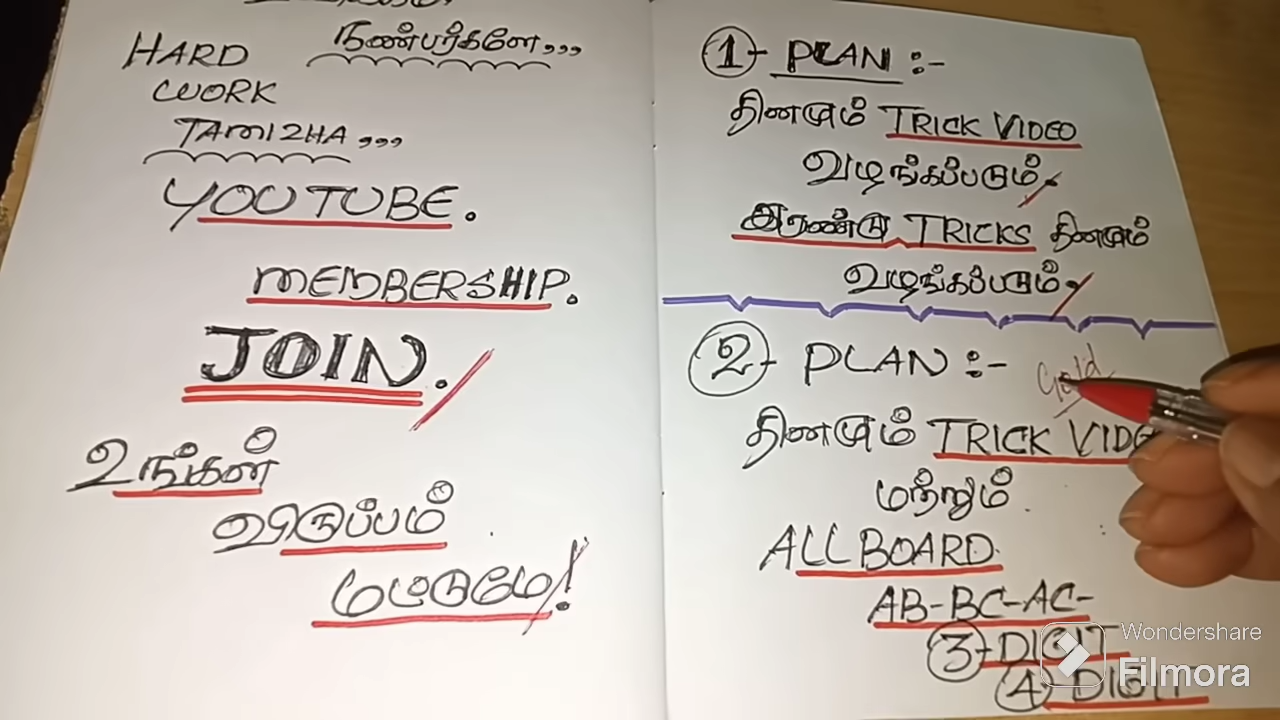 நண்பர்களே,,,
HARD
WORK
TAMIZHA,,,
YOUTUBE.
MEMBERSHIP.
JOIN.
உங்கள்
விருப்பம்
மட்டுமே!
1- PLAN :-
தினமும் TRICK VIDEO
வழங்கப்படும்.
இரண்டு TRICKS தினமும்
வழங்கப்படும்.
2- PLAN :- Gold
தினமும் TRICK
மற்றும்
ALL BOARD
AB-BC-AC-
3-DIGIT
4-DIGIT
Wondershare
Filmora